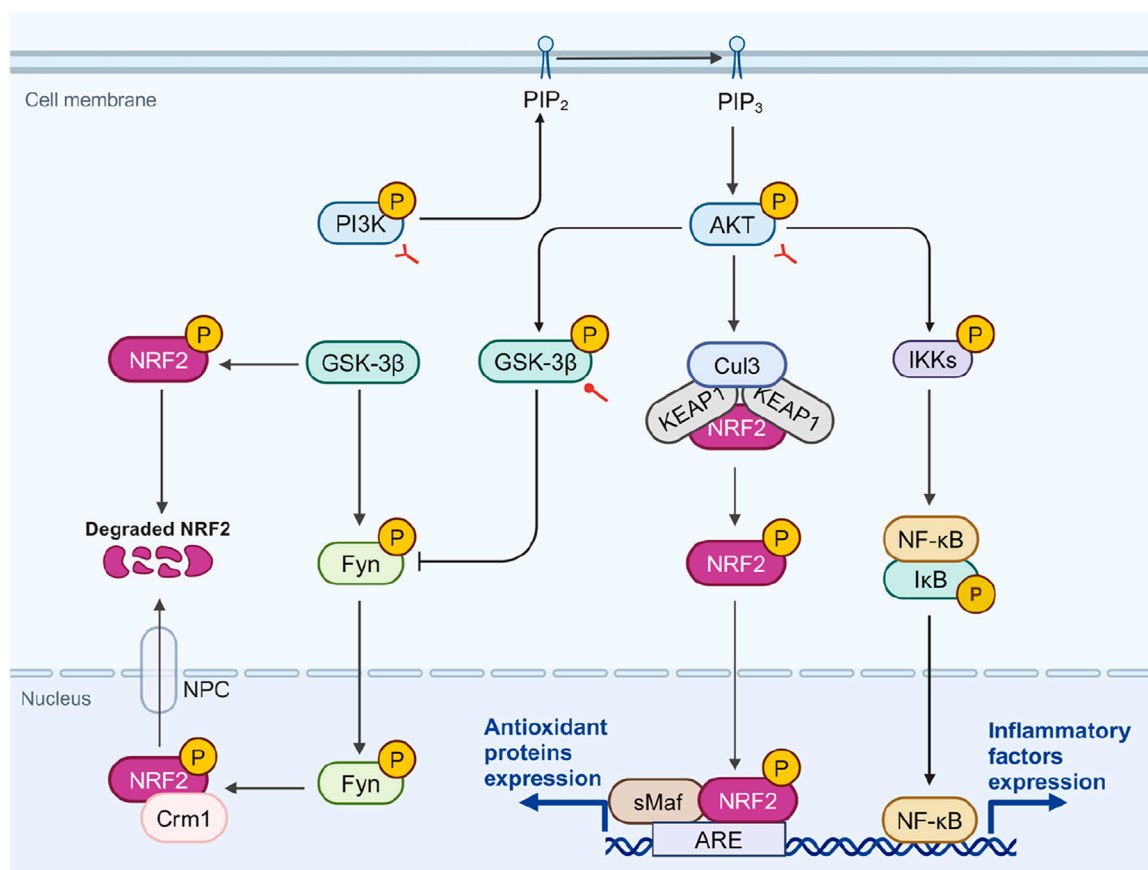 Cell membrane
PIP₂
PIP₃
P
PI3K
P
AKT
P
NRF2
GSK-3β
P
GSK-3β
Cul3
KEAP1
KEAP1
NRF2
P
IKKs
Degraded NRF2
P
Fyn
P
NRF2
NF-κB
IκB
P
NPC
Nucleus
P
NRF2
Crm1
P
Fyn
Antioxidant
proteins
expression
P
sMaf
NRF2
ARE
Inflammatory
factors
expression
NF-κB